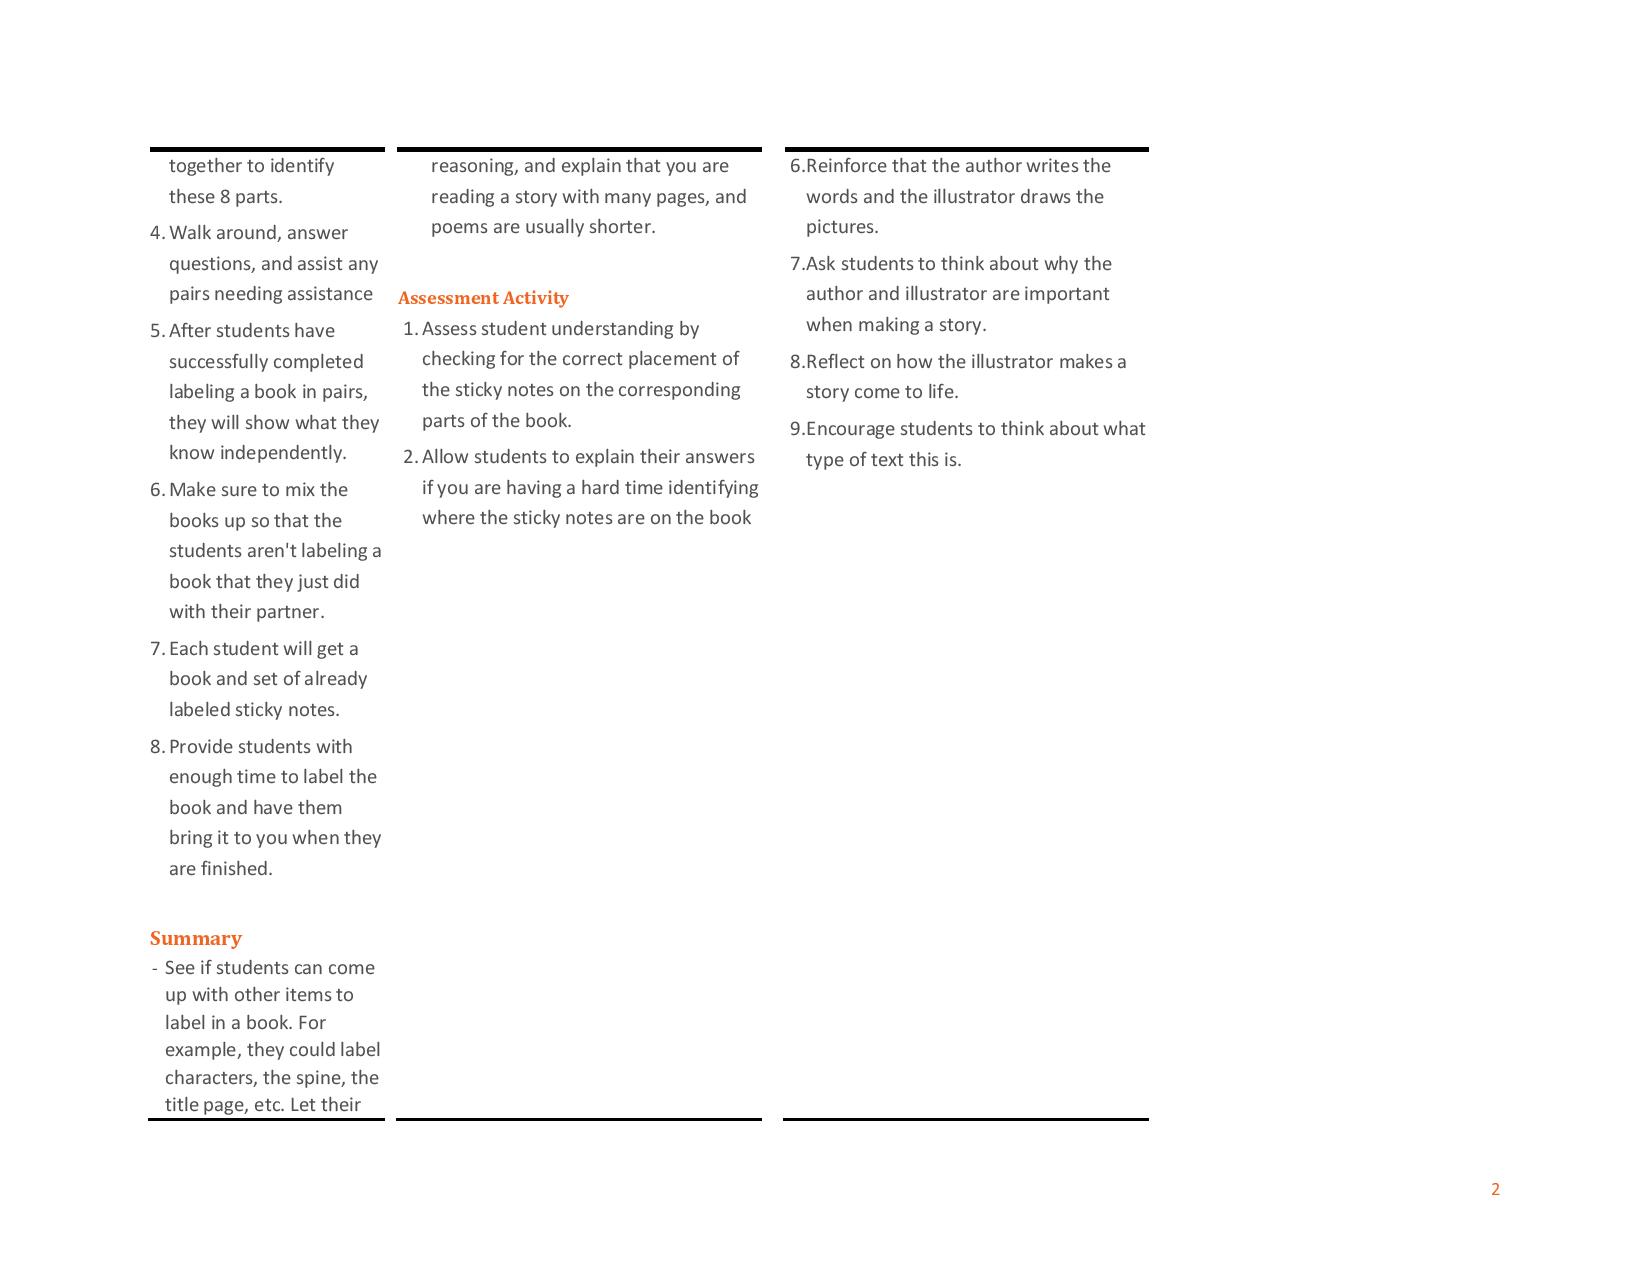 together to identify
these 8 parts.
4. Walk around, answer
questions, and assist any
pairs needing assistance
5. After students have
successfully completed
labeling a book in pairs,
they will show what they
know independently.
6. Make sure to mix the
books up so that the
students aren't labeling a
book that they just did
with their partner.
7. Each student will get a
book and set of already
labeled sticky notes.
8. Provide students with
enough time to label the
book and have them
bring it to you when they
are finished.
Summary
- See if students can come
up with other items to
label in a book. For
example, they could label
characters, the spine, the
title page, etc. Let their
reasoning, and explain that you are
reading a story with many pages, and
poems are usually shorter.
Assessment Activity
1. Assess student understanding by
checking for the correct placement of
the sticky notes on the corresponding
parts of the book.
2. Allow students to explain their answers
if you are having a hard time identifying
where the sticky notes are on the book
6.Reinforce that the author writes the
words and the illustrator draws the
pictures.
7.Ask students to think about why the
author and illustrator are important
when making a story.
8.Reflect on how the illustrator makes a
story come to life.
9.Encourage students to think about what
type of text this is.
2